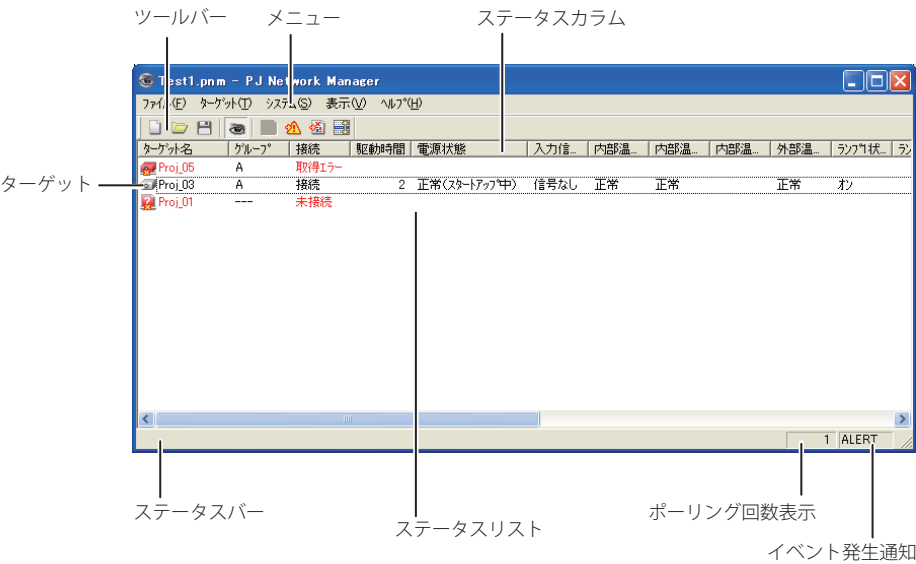 ツールバー メニュー ステータスカラム
Test1.pnm - PJ Network Manager
ファイル(F) ターゲット(T) システム(S) 表示(V) ヘルプ(H)
ターゲット名 グループ 接続 駆動時間 電源状態 入力信... 内部温... 内部温... 内部温... 外部温... ランプ1状... ラン
Proj_05 A 取得エラー
ターゲット
Proj_03 A 接続 2 正常(スタートアップ中) 信号なし 正常 正常 正常 オン
Proj_01 --- 未接続
1 ALERT
ステータスバー ステータスリスト ポーリング回数表示
イベント発生通知